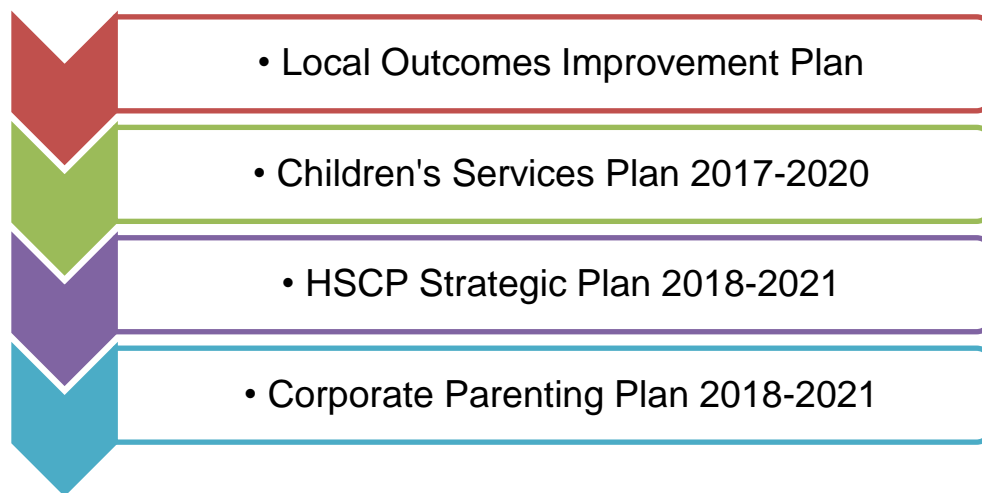 • Local Outcomes Improvement Plan
• Children's Services Plan 2017-2020
• HSCP Strategic Plan 2018-2021
• Corporate Parenting Plan 2018-2021